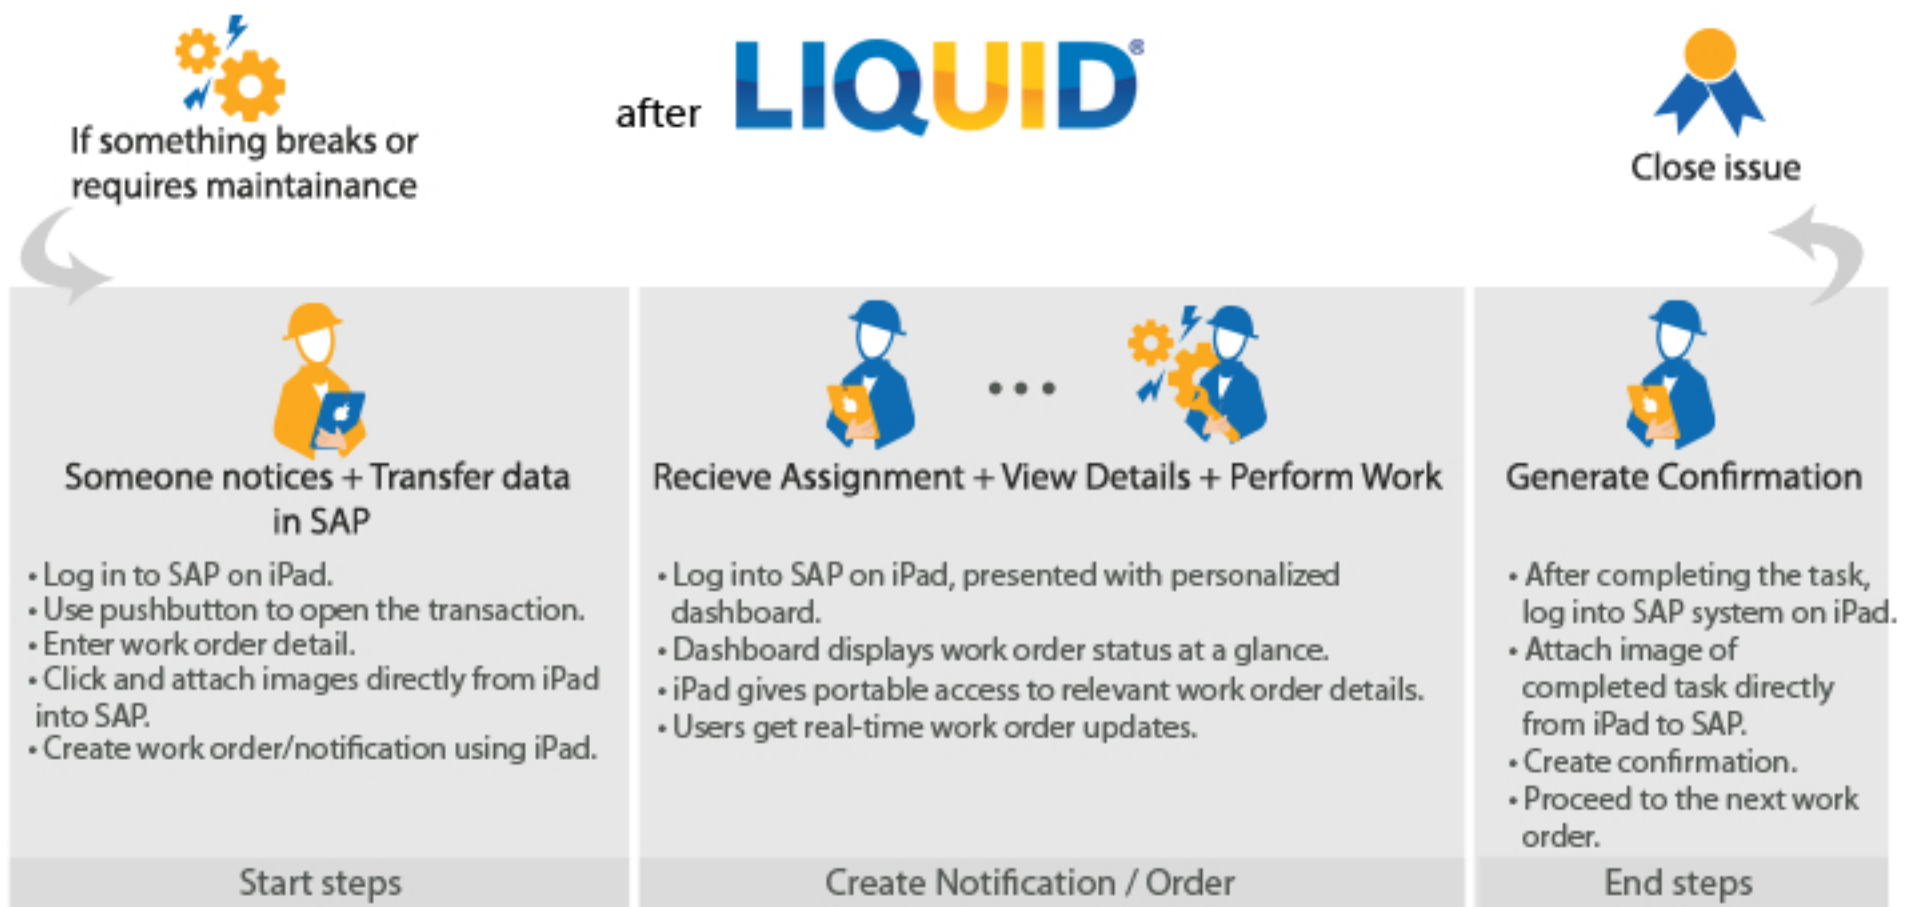 If something breaks or
requires maintainance
after LIQUID®
Close issue
Someone notices + Transfer data
in SAP
• Log in to SAP on iPad.
• Use pushbutton to open the transaction.
• Enter work order detail.
• Click and attach images directly from iPad
into SAP.
• Create work order/notification using iPad.
Start steps
Recieve Assignment + View Details + Perform Work
• Log into SAP on iPad, presented with personalized
dashboard.
• Dashboard displays work order status at a glance.
• iPad gives portable access to relevant work order details.
• Users get real-time work order updates.
Create Notification / Order
Generate Confirmation
• After completing the task,
log into SAP system on iPad.
• Attach image of
completed task directly
from iPad to SAP.
• Create confirmation.
• Proceed to the next work
order.
End steps